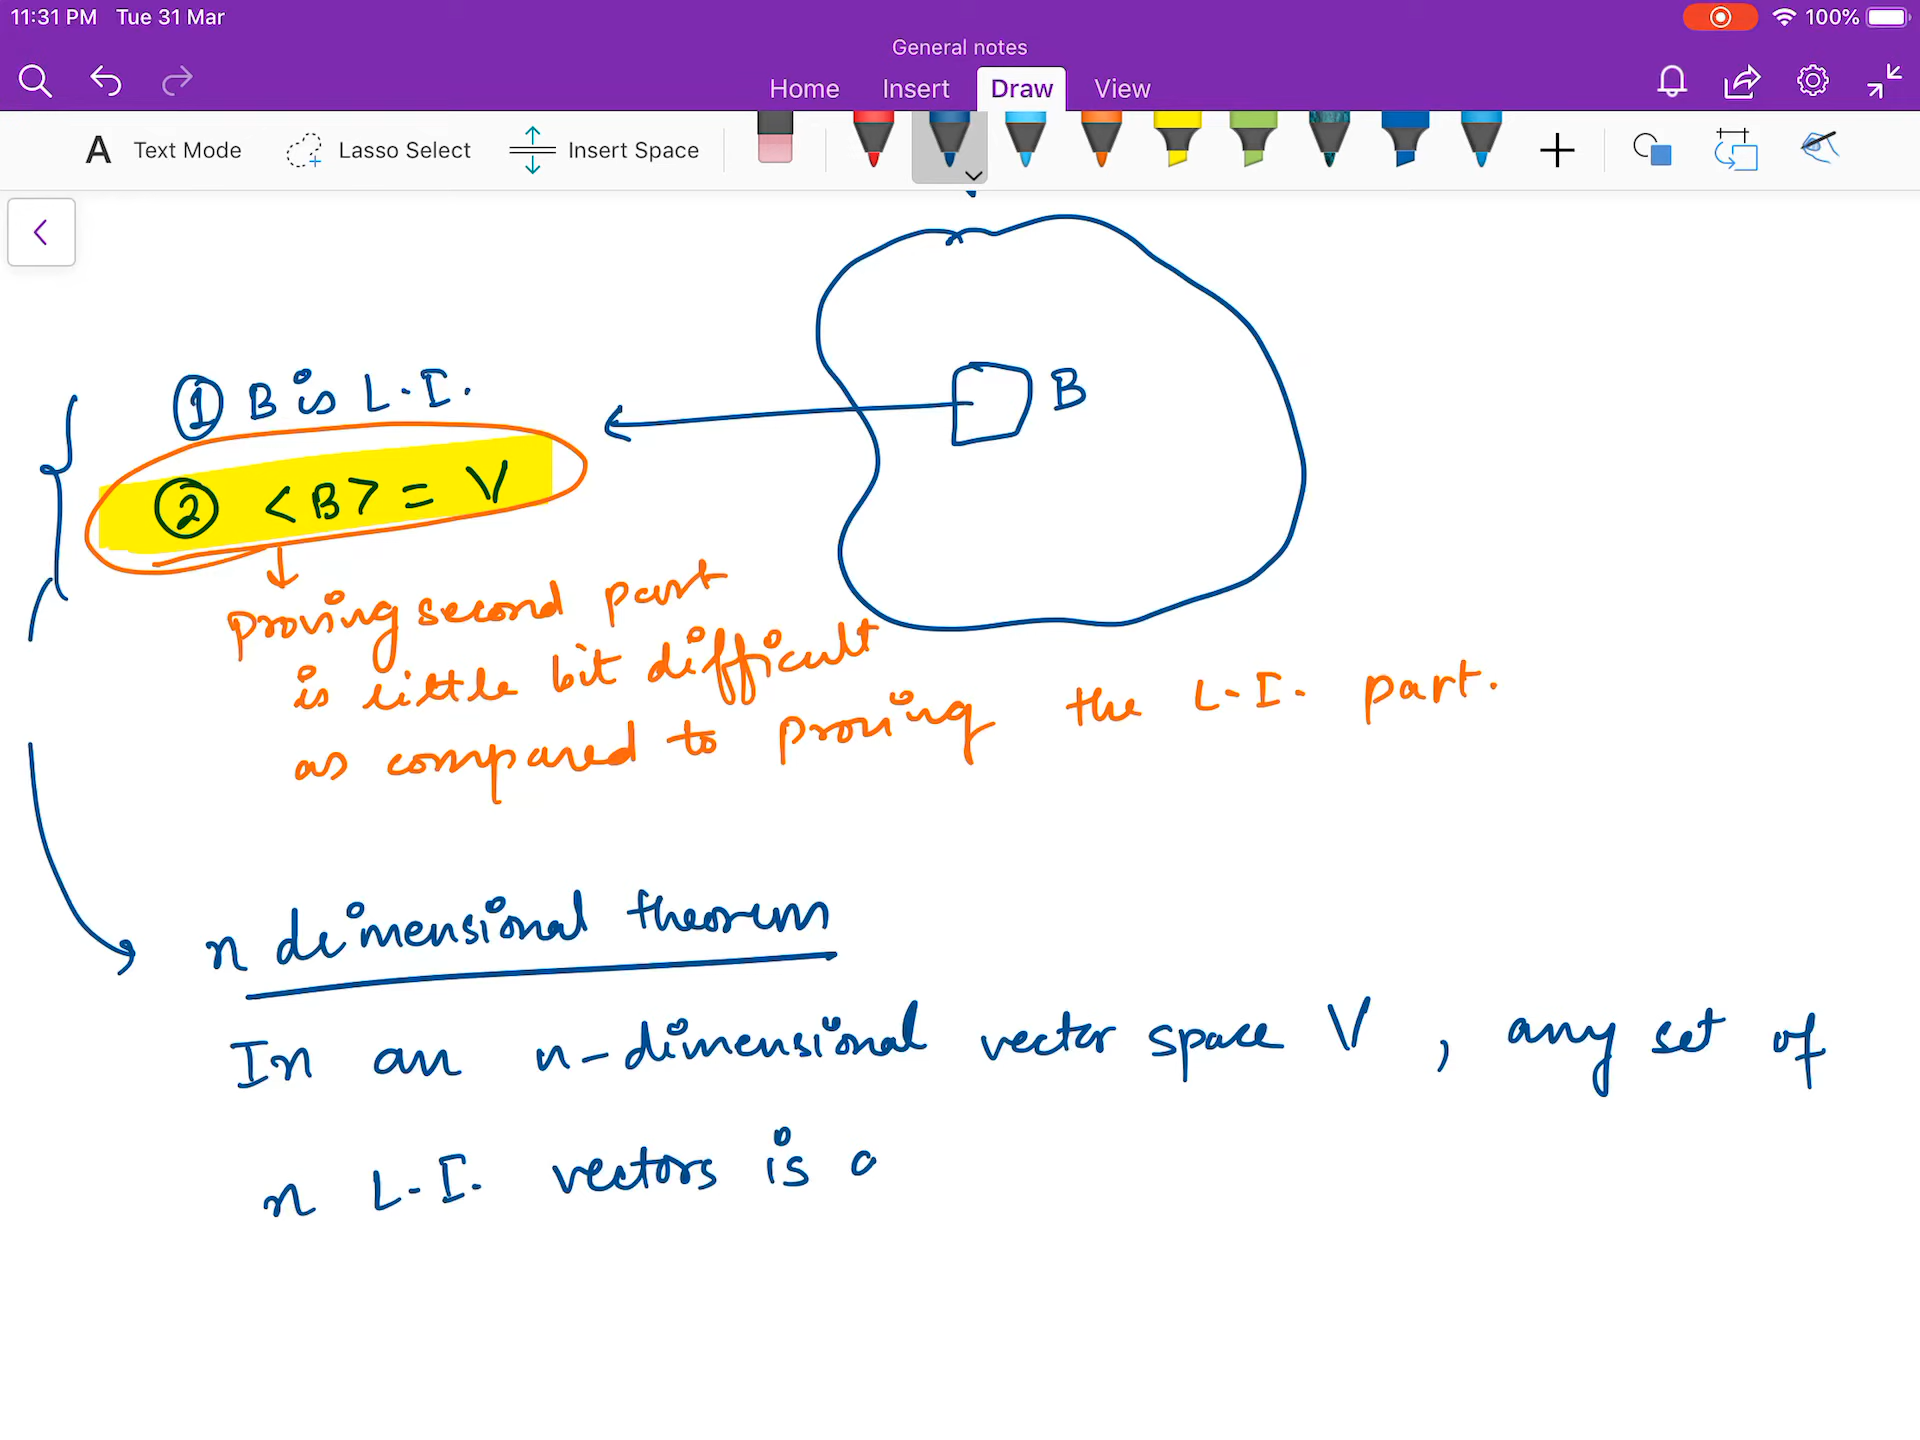 11:31 PM Tue 31 Mar
100%
General notes
Home Insert Draw View
A Text Mode Lasso Select Insert Space
① B is L.I.
B
② <B> = V
Proving second part
is little bit difficult
as compared to proving the L.I. part.
n dimensional theorem
In an n-dimensional vector space V, any set of
n L.I. vectors is a